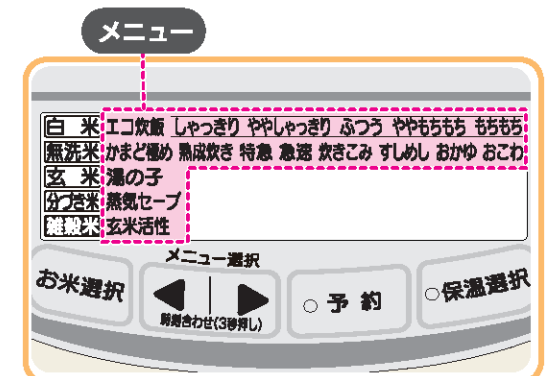 メニュー
白米 エコ炊飯 しゃっきり ややしゃっきり ふつう ややもちもち もちもち
無洗米 かまど極め 熟成炊き 特急 急速 炊きこみ すしめし おかゆ おこわ
玄米 湯の子
分づき米 蒸気セーブ
雑穀米 玄米活性
メニュー選択
お米選択
時刻合わせ(3秒押し)
予約
保温選択